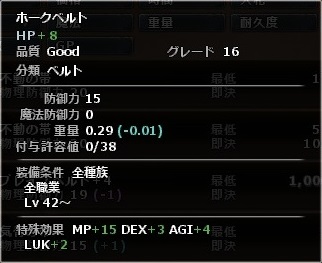 ホークベルト
HP+ 8
品質 Good グレード 16
分類 ベルト
防御力 15
魔法防御力 0
重量 0.29 (-0.01)
付与許容値 0/38
装備条件 全種族
全職業
Lv 42～
特殊効果 MP+15 DEX+3 AGI+4
LUK+2